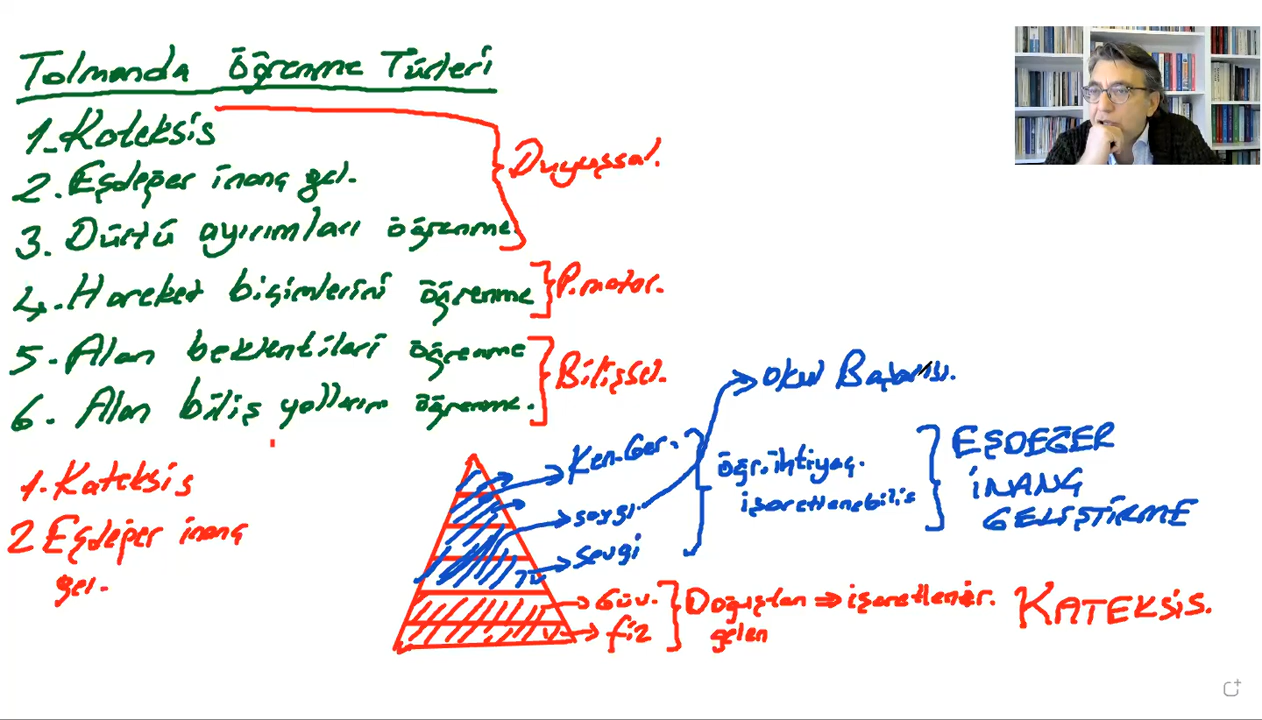 Tolmanda öğrenme Türleri
1. Kateksis
2. Eşdeğer inanç gel.
3. Dürtü ayırımları öğrenme
4. Hareket biçimlerini öğrenme
5. Alan beklentileri öğrenme
6. Alan biliş yollarını öğrenme.
Duyuşsal.
P.motor.
Bilişsel.
1. Kateksis
2 Eşdeğer inanç
gel.
Ken. Ger.
saygı
sevgi
Güv.
fiz
Okul Başarısı.
öğr. ihtiyaç.
işaretlenebilir
EŞDEĞER
İNANÇ
GELİŞTİRME
Doğuştan ⇒ işaretlenir.
gelen
KATEKSİS.